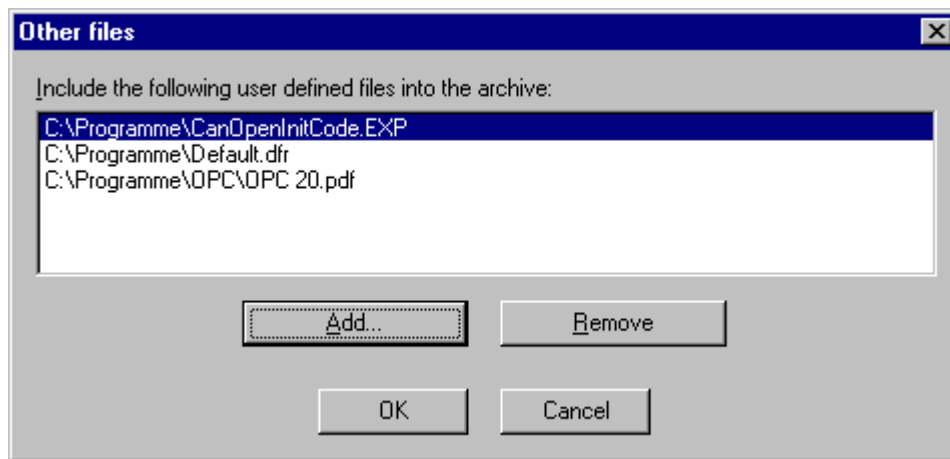 Other files
Include the following user defined files into the archive:
C:\Programme\CanOpenInitCode.EXP
C:\Programme\Default.dfr
C:\Programme\OPC\OPC 20.pdf
Add...
Remove
OK
Cancel